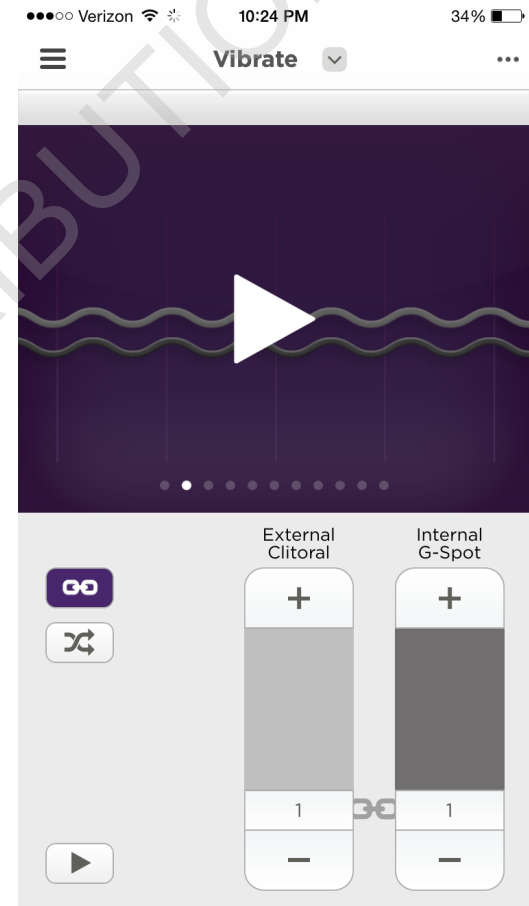 Verizon 10:24 PM 34%
Vibrate
External Internal
Clitoral G-Spot
1 1